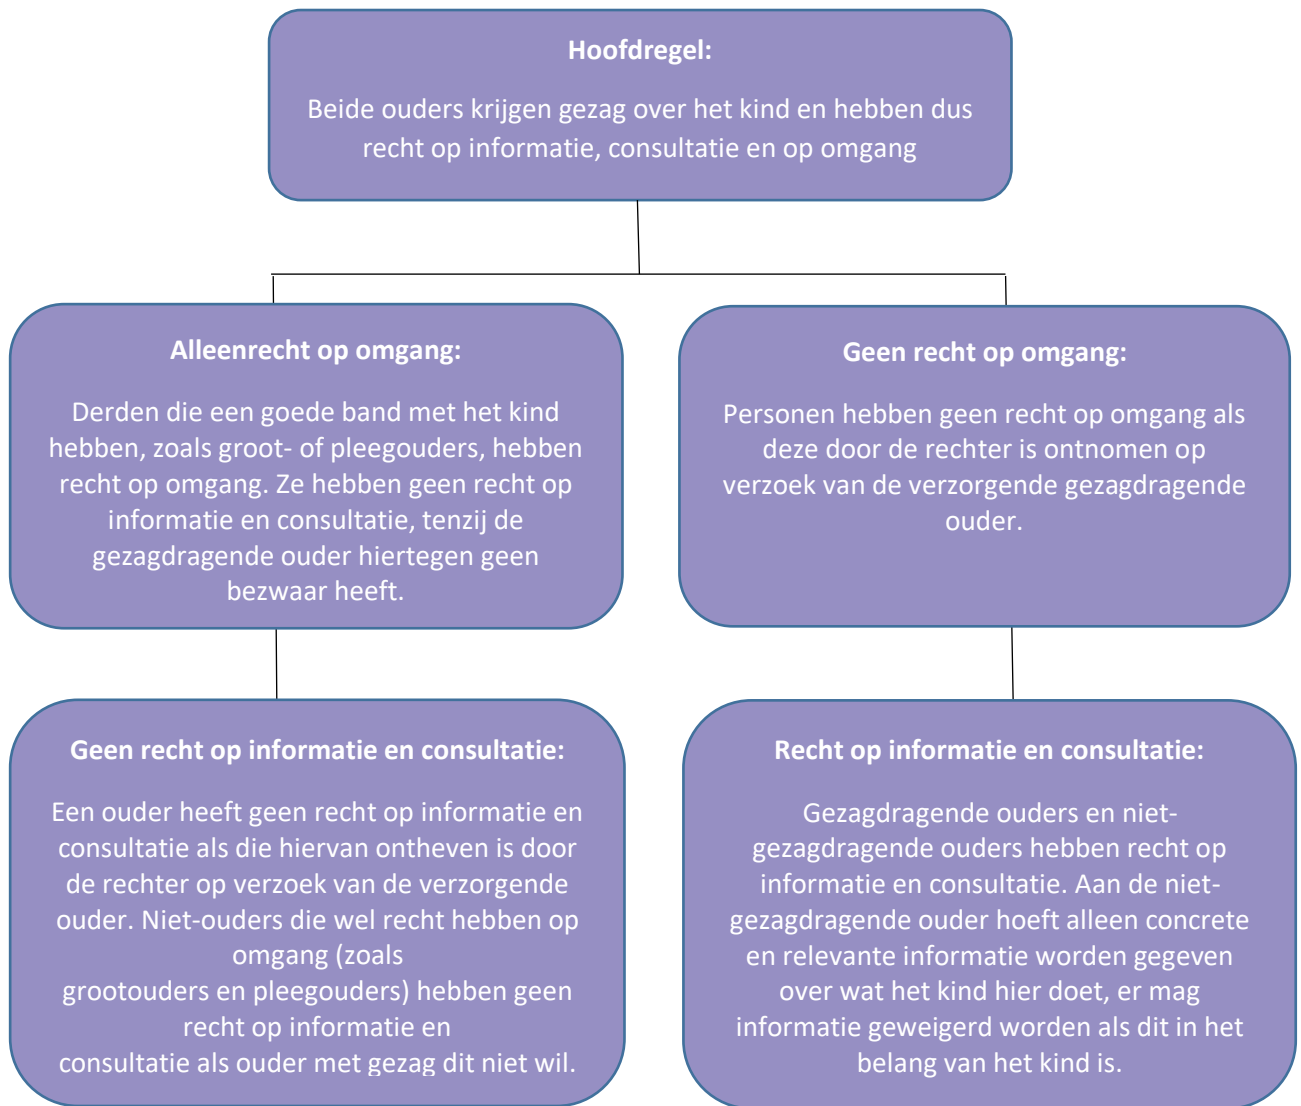 Hoofdregel:
Beide ouders krijgen gezag over het kind en hebben dus
recht op informatie, consultatie en op omgang
Alleenrecht op omgang:
Derden die een goede band met het kind
hebben, zoals groot- of pleegouders, hebben
recht op omgang. Ze hebben geen recht op
informatie en consultatie, tenzij de
gezagdragende ouder hiertegen geen
bezwaar heeft.
Geen recht op omgang:
Personen hebben geen recht op omgang als
deze door de rechter is ontnomen op
verzoek van de verzorgende gezagdragende
ouder.
Geen recht op informatie en consultatie:
Een ouder heeft geen recht op informatie en
consultatie als die hiervan ontheven is door
de rechter op verzoek van de verzorgende
ouder. Niet-ouders die wel recht hebben op
omgang (zoals
grootouders en pleegouders) hebben geen
recht op informatie en
consultatie als ouder met gezag dit niet wil.
Recht op informatie en consultatie:
Gezagdragende ouders en niet-
gezagdragende ouders hebben recht op
informatie en consultatie. Aan de niet-
gezagdragende ouder hoeft alleen concrete
en relevante informatie worden gegeven
over wat het kind hier doet, er mag
informatie geweigerd worden als dit in het
belang van het kind is.